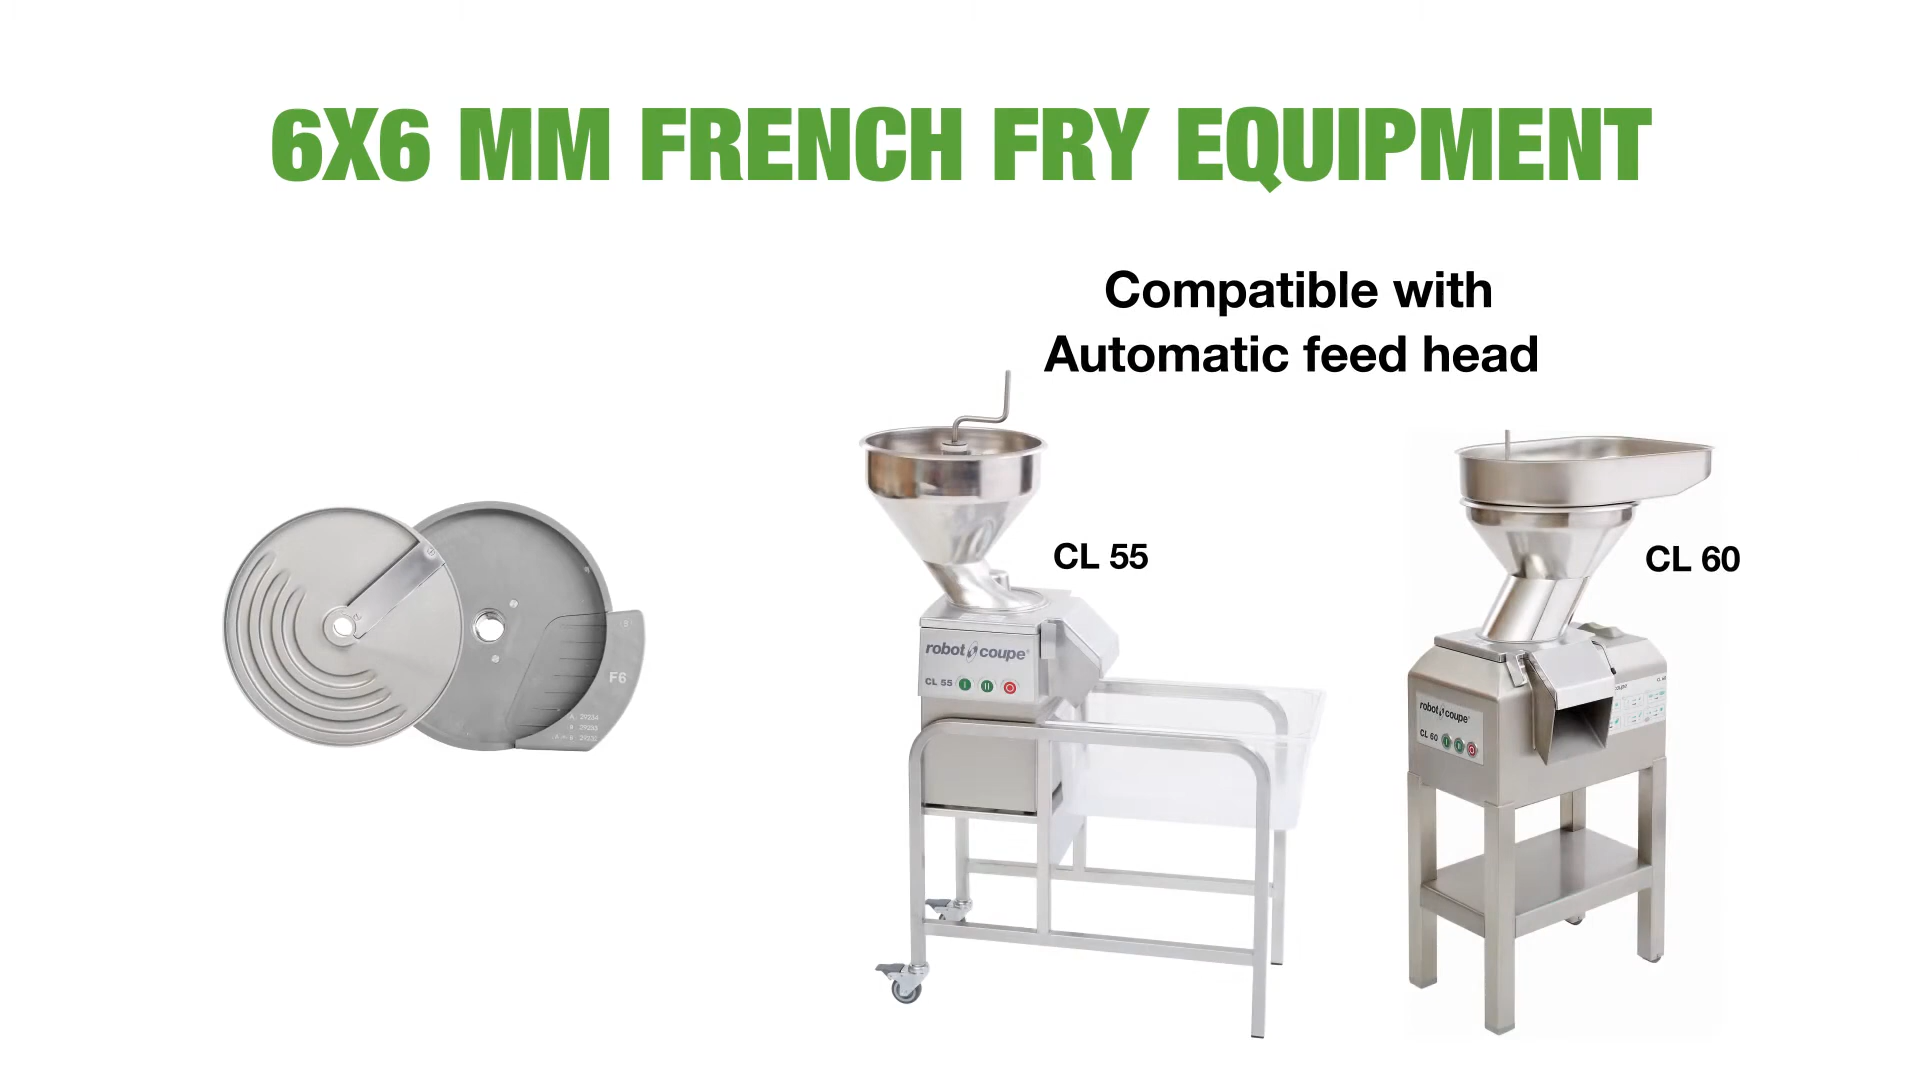 6X6 MM FRENCH FRY EQUIPMENT
Compatible with
Automatic feed head
CL 55
CL 60
robot coupe®
CL 55
robot coupe®
CL 60
F6